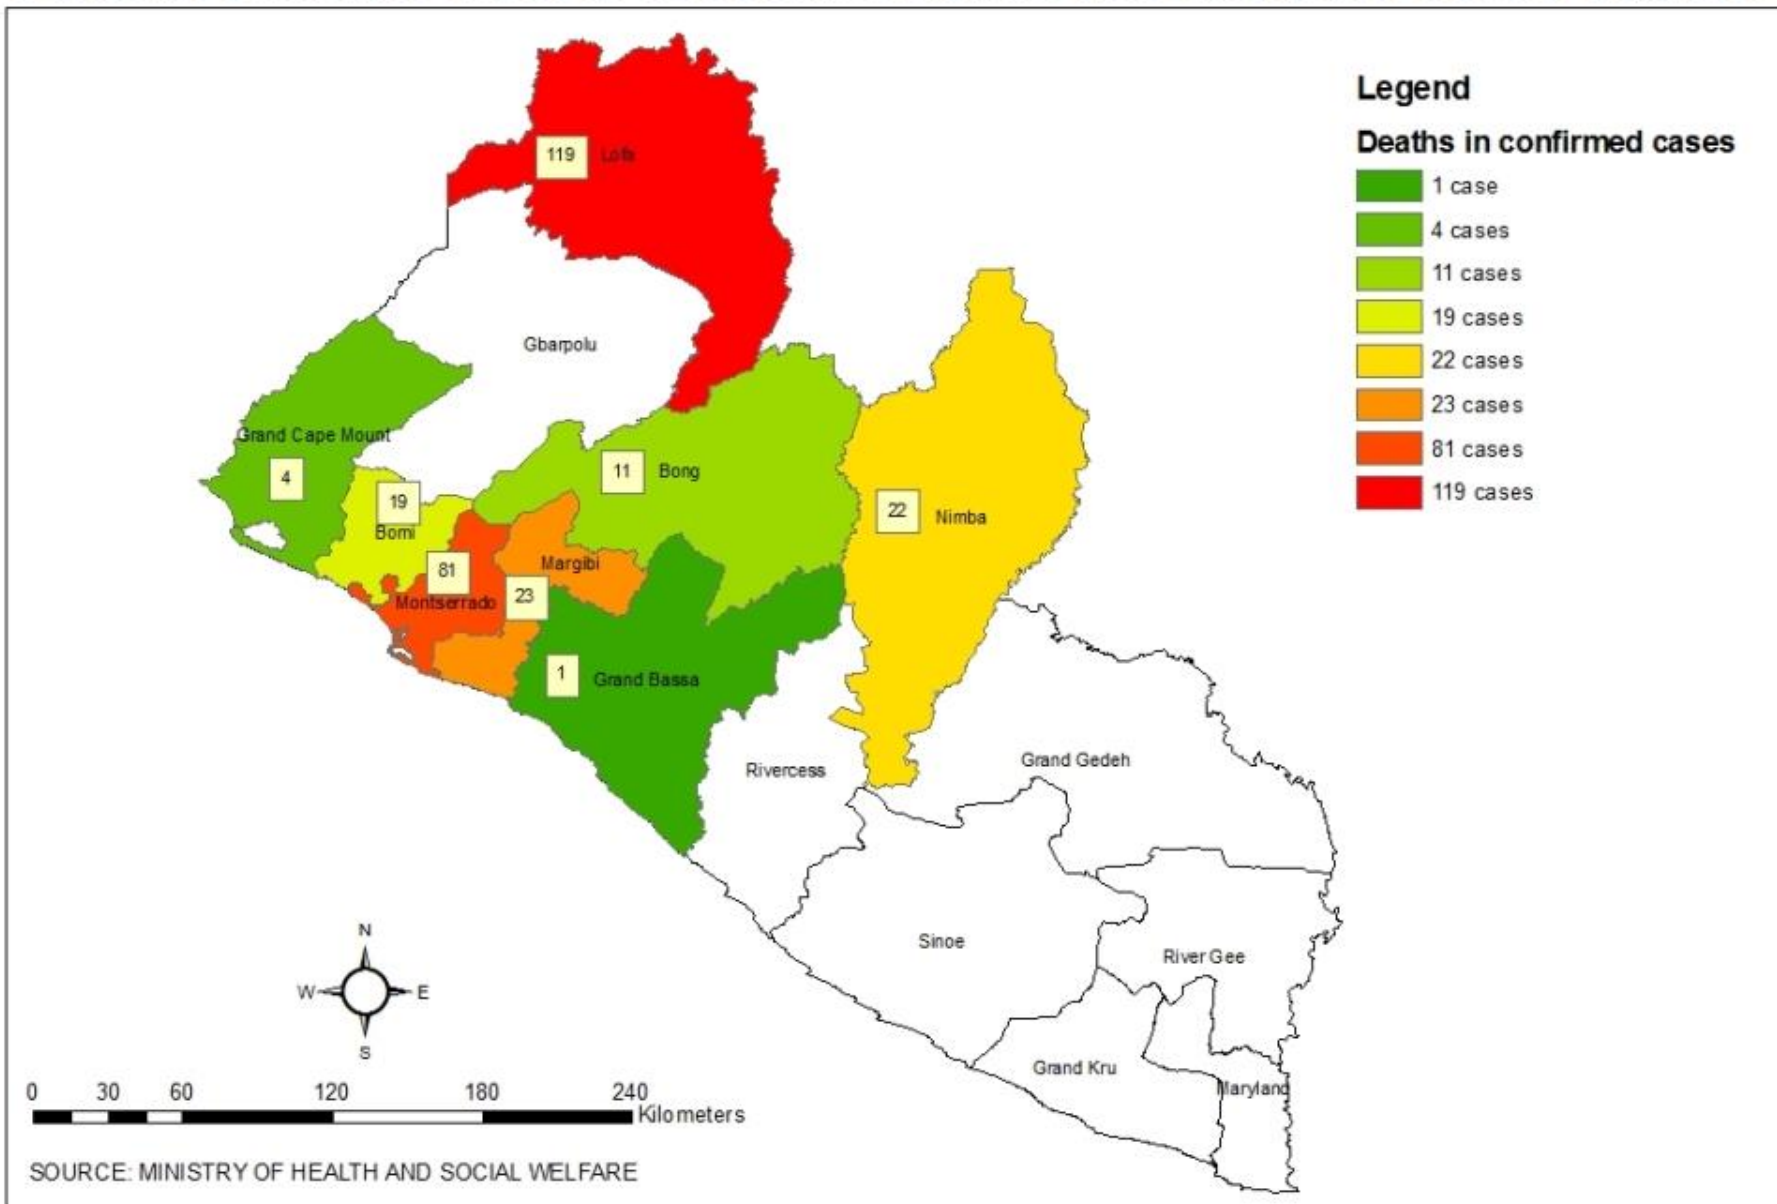 Legend
Deaths in confirmed cases
1 case
4 cases
11 cases
19 cases
22 cases
23 cases
81 cases
119 cases
119 Lofa
Gbarpolu
Grand Cape Mount
4
19
Bomi
11 Bong
22 Nimba
81
Margibi
23
Montserrado
1 Grand Bassa
Rivercess
Grand Gedeh
Sinoe
River Gee
Grand Kru
Maryland
N
W E
S
0 30 60 120 180 240
Kilometers
SOURCE: MINISTRY OF HEALTH AND SOCIAL WELFARE